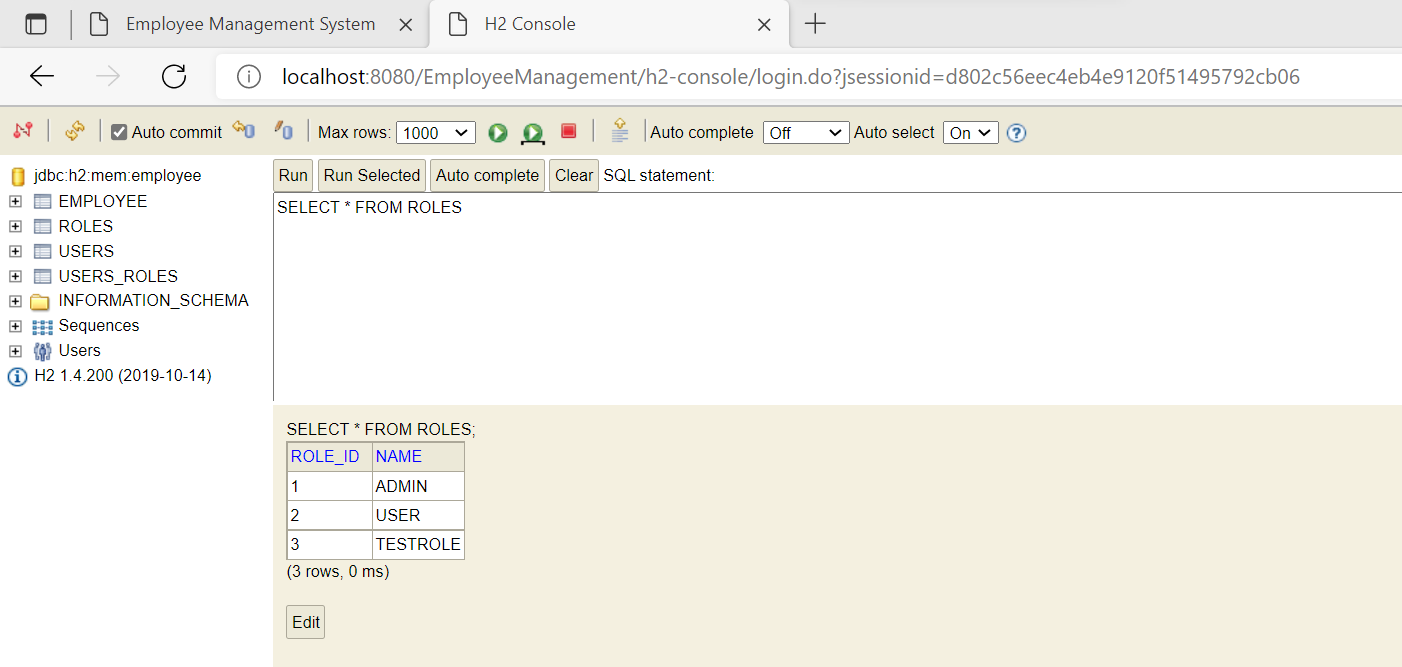 Employee Management System
H2 Console
localhost:8080/EmployeeManagement/h2-console/login.do?jsessionid=d802c56eec4eb4e9120f51495792cb06
Auto commit Max rows: 1000 Auto complete Off Auto select On
jdbc:h2:mem:employee
EMPLOYEE
ROLES
USERS
USERS_ROLES
INFORMATION_SCHEMA
Sequences
Users
H2 1.4.200 (2019-10-14)
Run Run Selected Auto complete Clear SQL statement:
SELECT * FROM ROLES
SELECT * FROM ROLES;
ROLE_ID NAME
1 ADMIN
2 USER
3 TESTROLE
(3 rows, 0 ms)
Edit